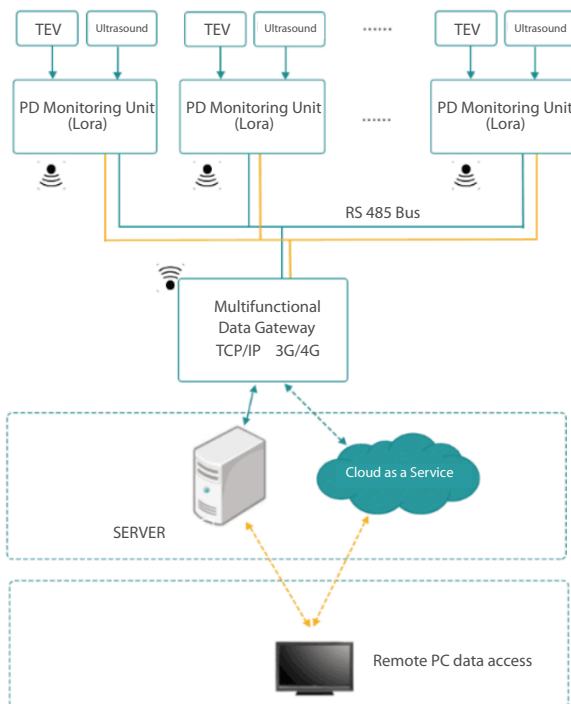 TEV
Ultrasound
TEV
Ultrasound
......
TEV
Ultrasound
PD Monitoring Unit
(Lora)
PD Monitoring Unit
(Lora)
......
PD Monitoring Unit
(Lora)
RS 485 Bus
Multifunctional
Data Gateway
TCP/IP 3G/4G
Cloud as a Service
SERVER
Remote PC data access